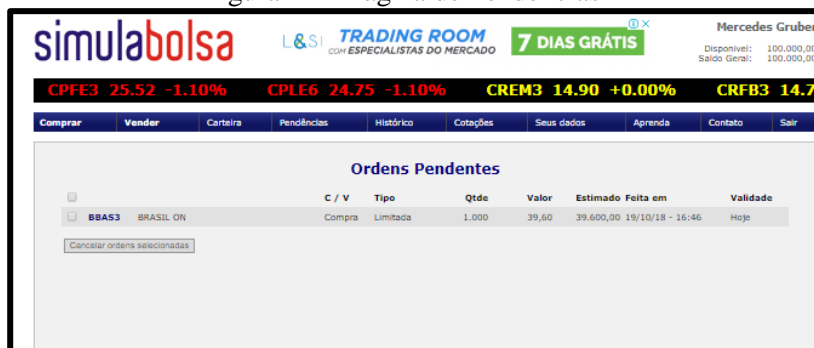 simulabolsa
L&S TRADING ROOM
COM ESPECIALISTAS DO MERCADO
7 DIAS GRÁTIS
Mercedes Gruber
Disponivel: 100.000,00
Saldo Geral: 100.000,00
CPFE3 25.52 -1.10% CPLE6 24.75 -1.10% CREM3 14.90 +0.00% CRFB3 14.7
Comprar Vender Carteira Pendências Histórico Cotações Seus dados Aprenda Contato Sair
Ordens Pendentes
C / V Tipo Qtde Valor Estimado Feita em Validade
BBAS3 BRASIL ON Compra Limitada 1.000 39,60 39.600,00 19/10/18 - 16:46 Hoje
Cancelar ordens selecionadas